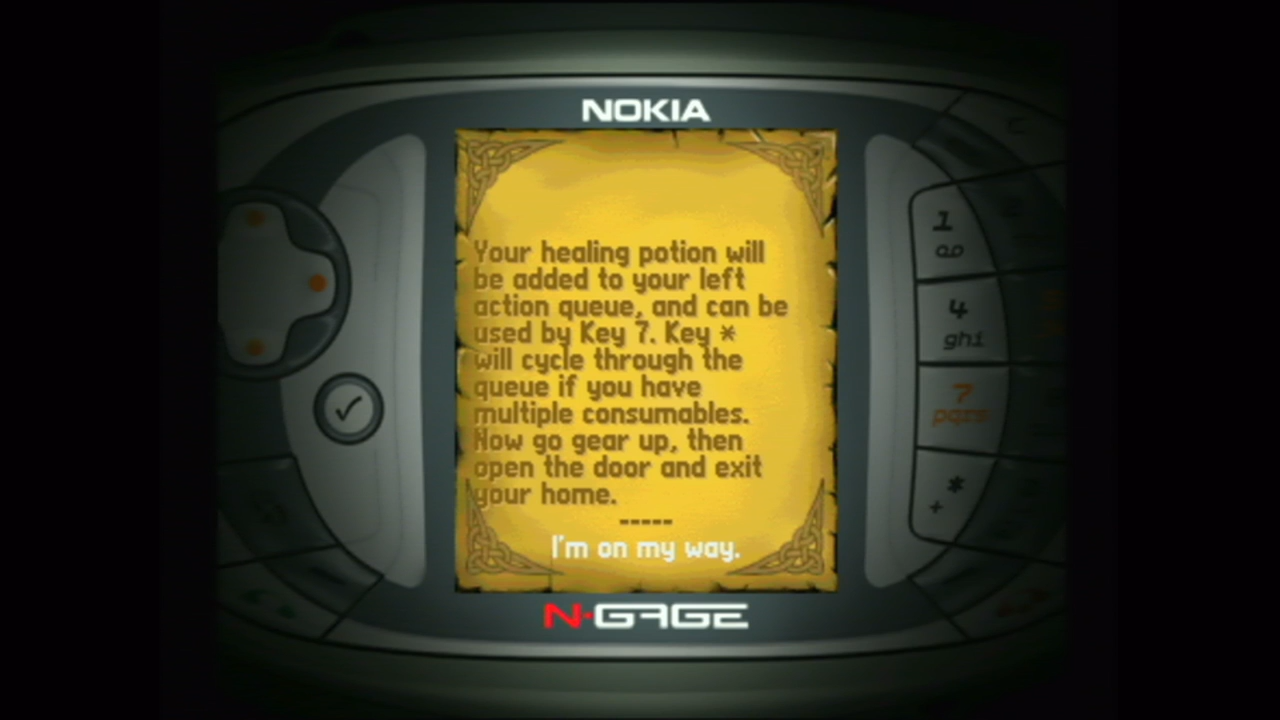 NOKIA
Your healing potion will
be added to your left
action queue, and can be
used by Key 7. Key *
will cycle through the
queue if you have
multiple consumables.
Now go gear up, then
open the door and exit
your home.
-----
I'm on my way.
N-GAGE
1
4
ghi
7
pqrs
*
+